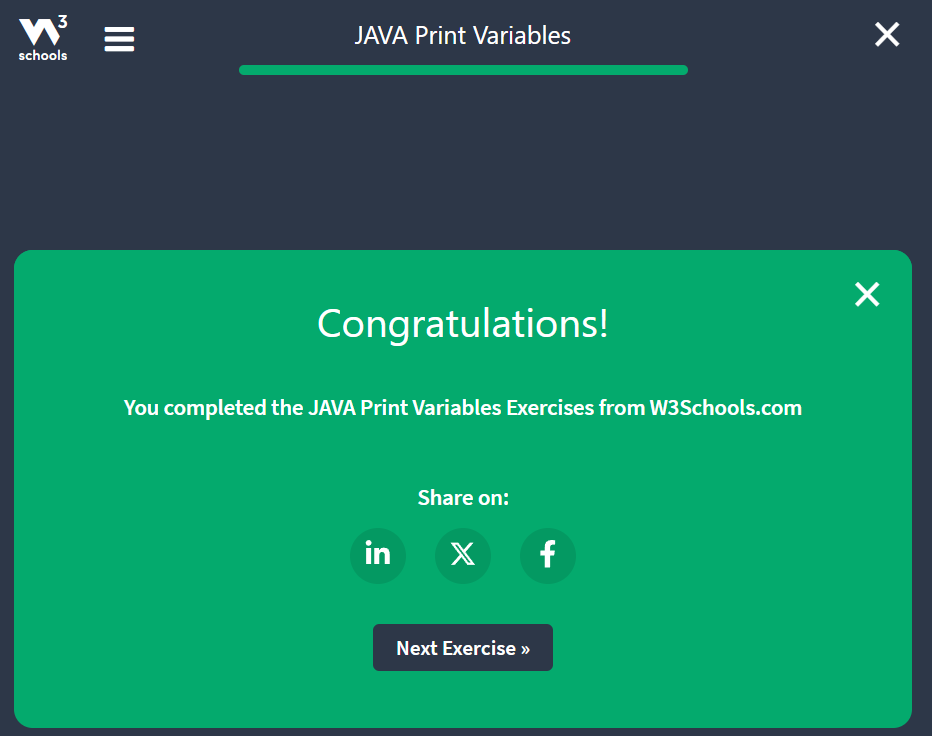 W3
schools
JAVA Print Variables
Congratulations!
You completed the JAVA Print Variables Exercises from W3Schools.com
Share on:
in X f
Next Exercise »